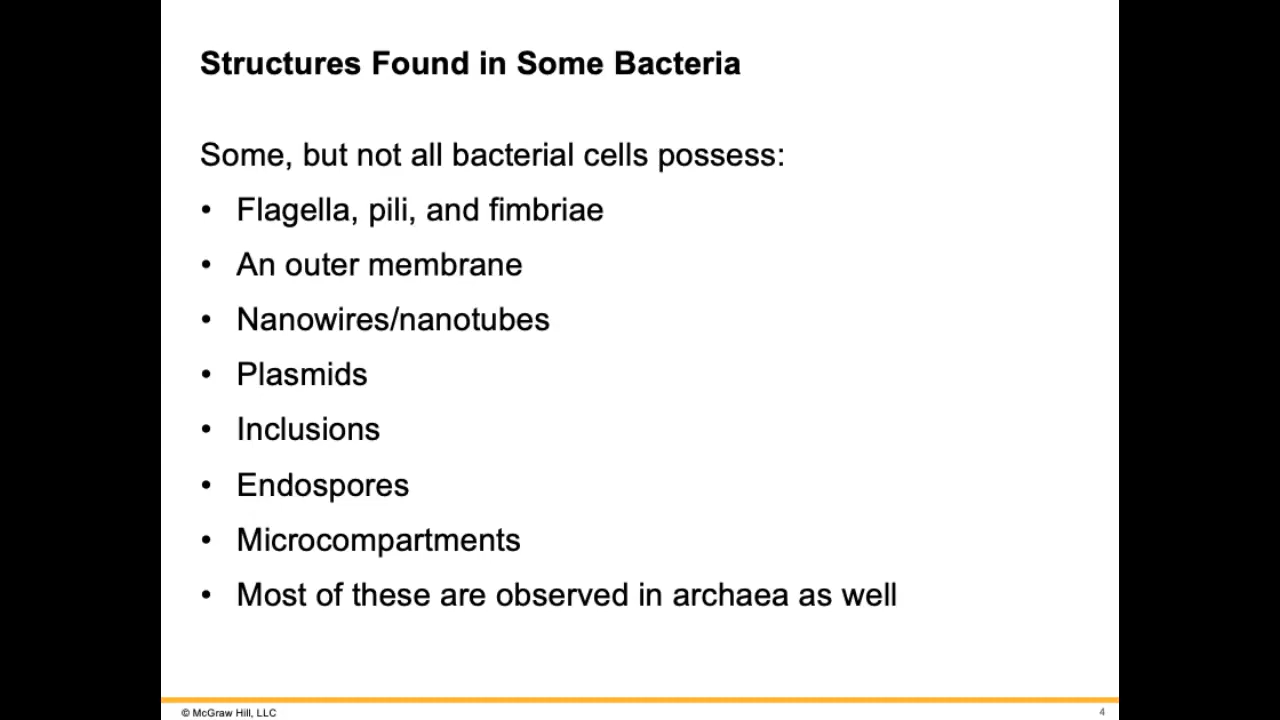 Structures Found in Some Bacteria
Some, but not all bacterial cells possess:
• Flagella, pili, and fimbriae
• An outer membrane
• Nanowires/nanotubes
• Plasmids
• Inclusions
• Endospores
• Microcompartments
• Most of these are observed in archaea as well
© McGraw Hill, LLC
4